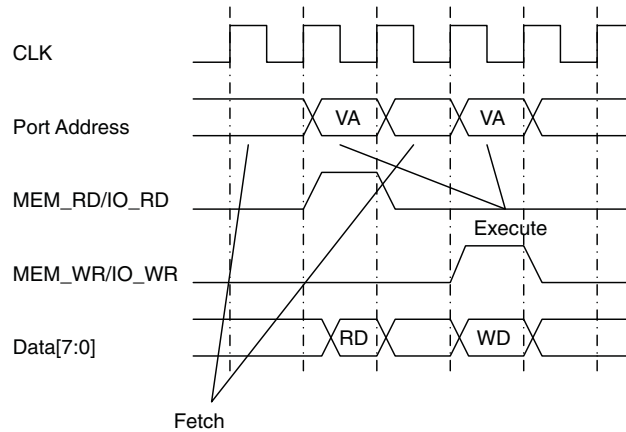 CLK
Port Address
VA
VA
MEM_RD/IO_RD
Execute
MEM_WR/IO_WR
Data[7:0]
RD
WD
Fetch